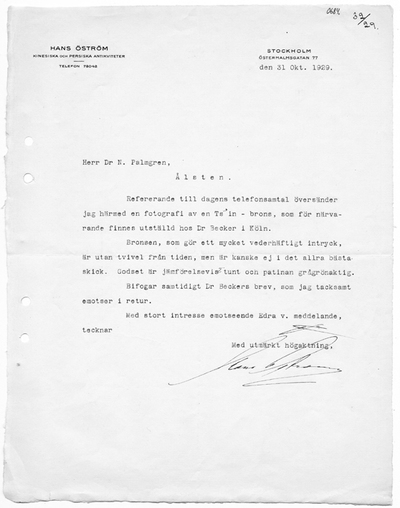 0684
39/29.
HANS ÖSTRÖM
KINESISKA OCH PERSISKA ANTIKVITETER
TELEFON 75042
STOCKHOLM
ÖSTERMALMSGATAN 77
den 31 Okt. 1929.
Herr Dr N. Palmgren,
Ålsten.
Refererande till dagens telefonsamtal översänder
jag härmed en fotografi av en Ts'in - brons, som för närva-
rande finnes utställd hos Dr Becker i Köln.
Bronsen, som gör ett mycket vederhäftigt intryck,
är utan tvivel från tiden, men är kanske ej i det allra bästa
skick. Godset är jämförelsevis tunt och patinan grågrönaktig.
Bifogar samtidigt Dr Beckers brev, som jag tacksamt
emotser i retur.
Med stort intresse emotseende Edra v. meddelande,
tecknar
Med utmärkt högaktning.
Hans Öström